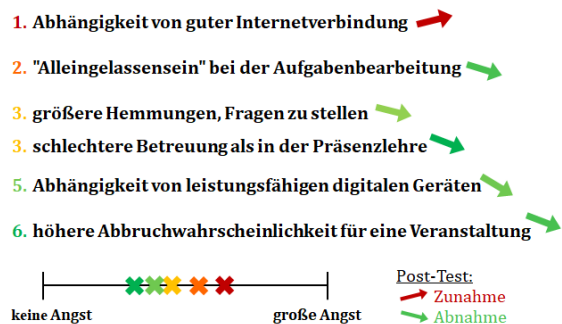 1. Abhängigkeit von guter Internetverbindung
2. "Alleingelassensein" bei der Aufgabenbearbeitung
3. größere Hemmungen, Fragen zu stellen
3. schlechtere Betreuung als in der Präsenzlehre
5. Abhängigkeit von leistungsfähigen digitalen Geräten
6. höhere Abbruchwahrscheinlichkeit für eine Veranstaltung
keine Angst
große Angst
Post-Test:
Zunahme
Abnahme